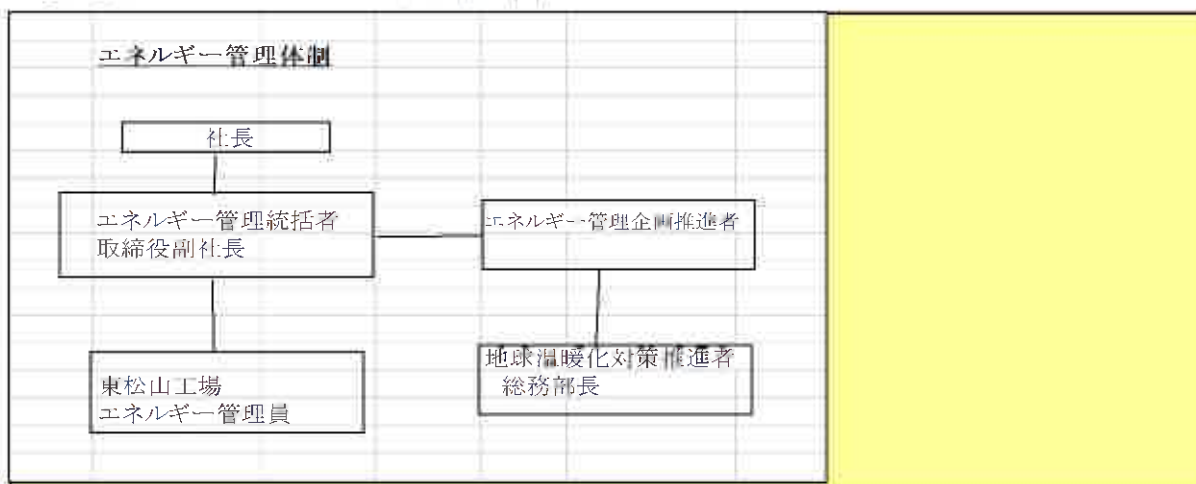 エネルギー管理体制
社長
エネルギー管理統括者
取締役副社長
エネルギー管理企画推進者
東松山工場
エネルギー管理員
地球温暖化対策推進者
総務部長